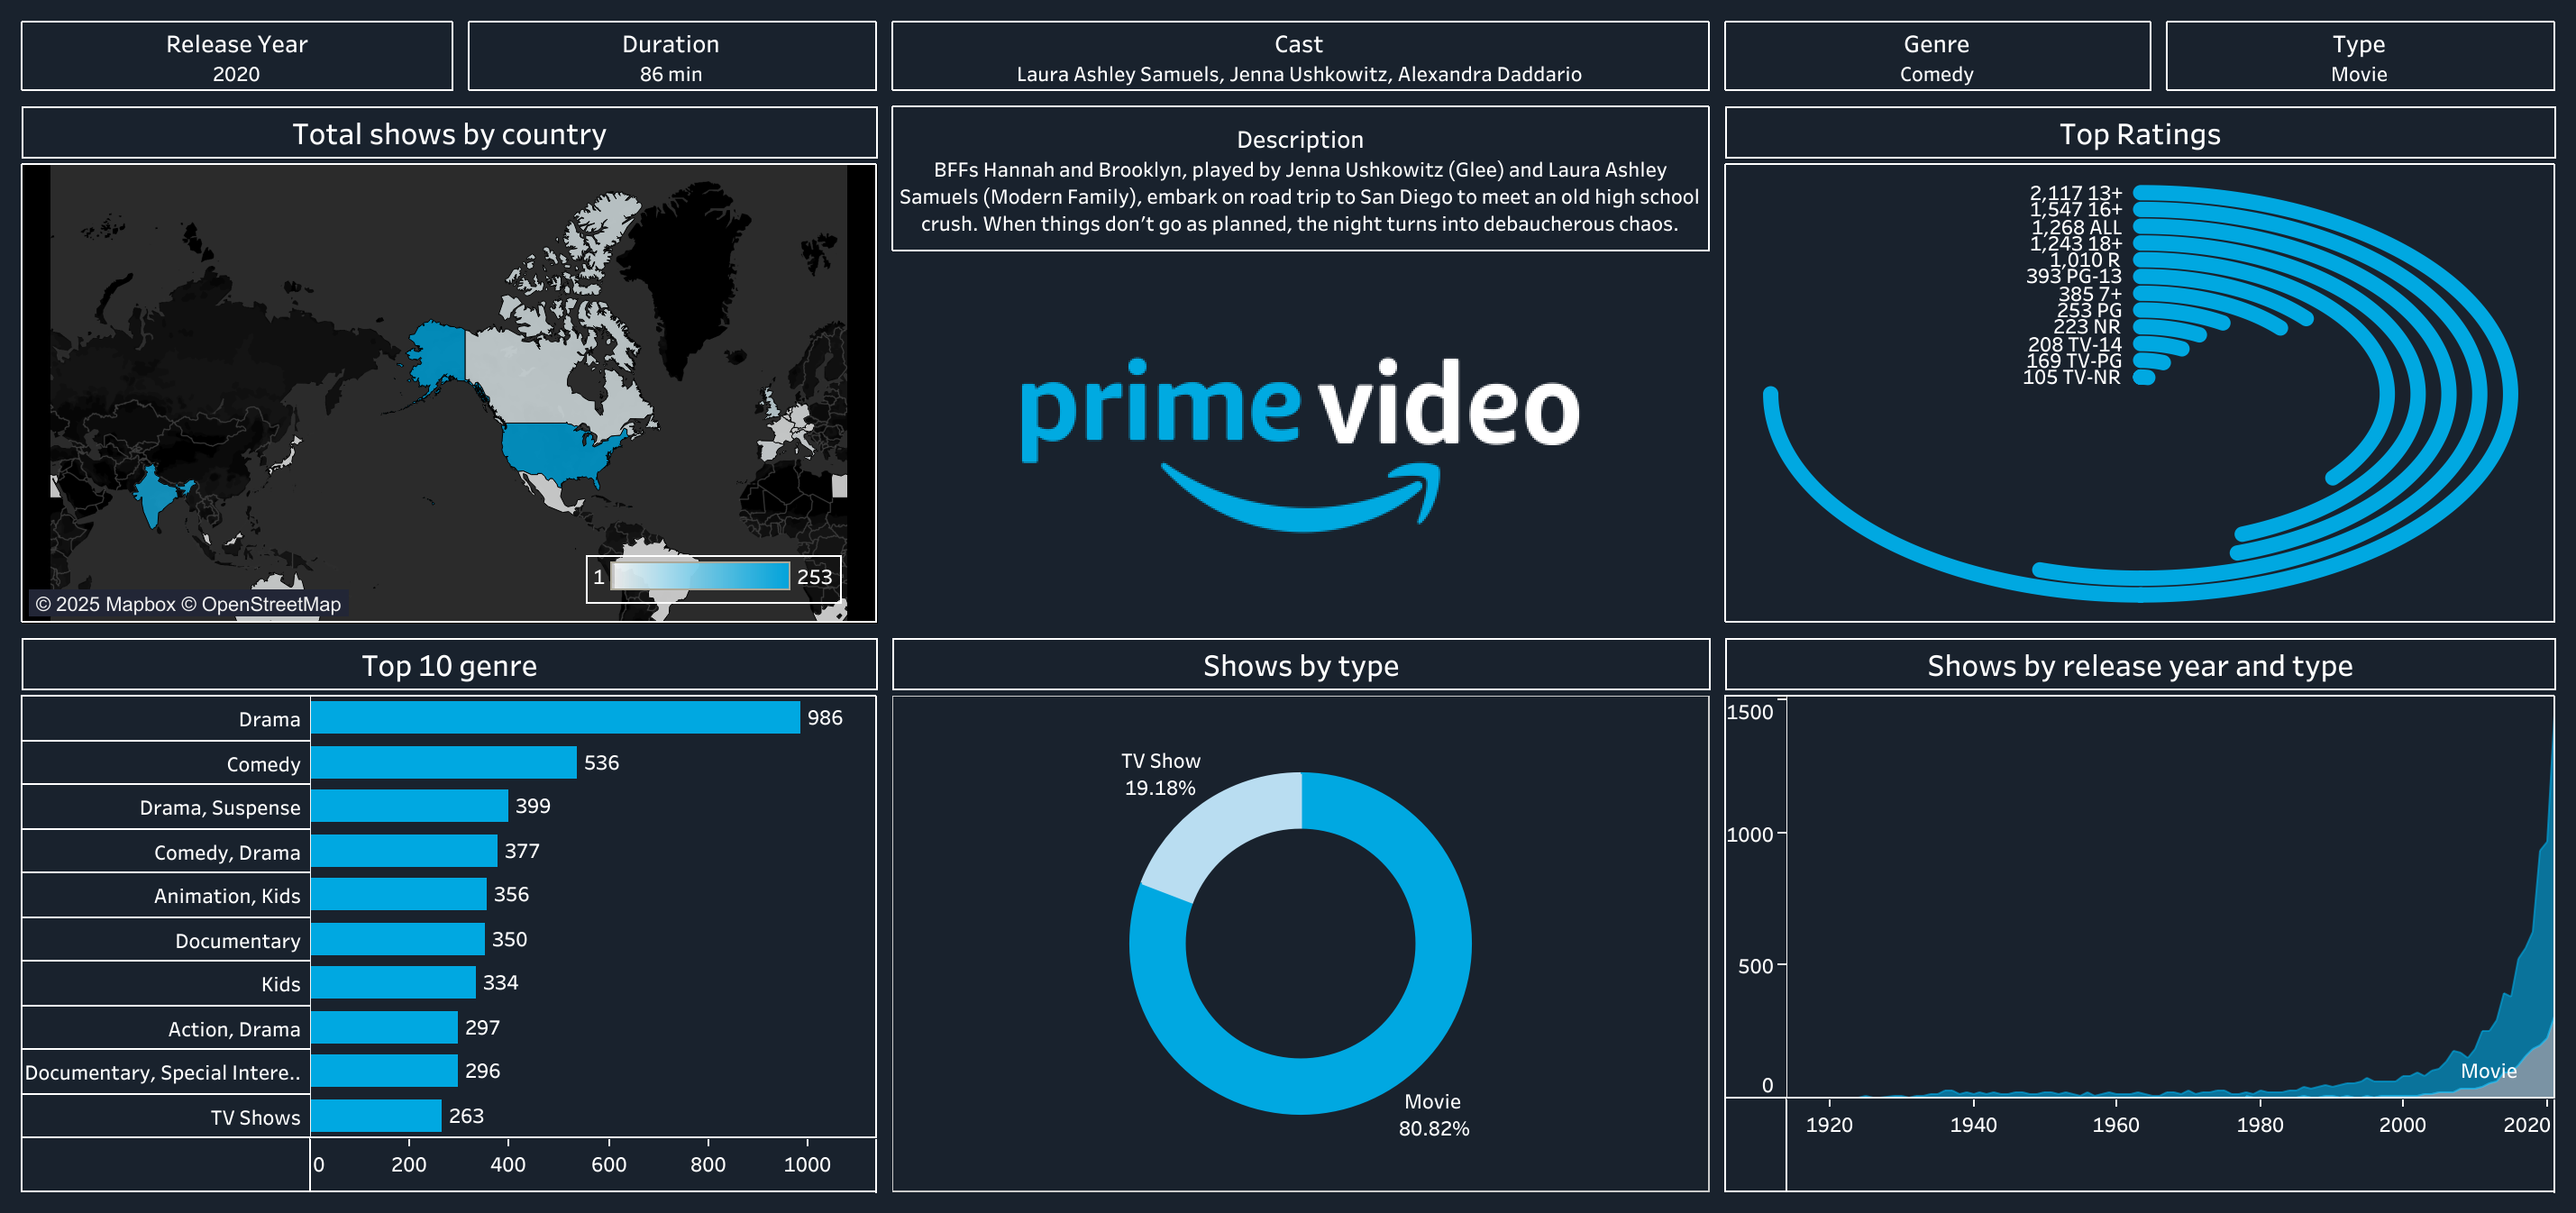 Release Year
2020
Duration
86 min
Cast
Laura Ashley Samuels, Jenna Ushkowitz, Alexandra Daddario
Genre
Comedy
Type
Movie
Total shows by country
© 2025 Mapbox © OpenStreetMap
1
253
Description
BFFs Hannah and Brooklyn, played by Jenna Ushkowitz (Glee) and Laura Ashley
Samuels (Modern Family), embark on road trip to San Diego to meet an old high school
crush. When things don’t go as planned, the night turns into debaucherous chaos.
prime video
Top Ratings
2,117 13+
1,547 16+
1,268 ALL
1,243 18+
1,010 R
393 PG-13
385 7+
253 PG
223 NR
208 TV-14
169 TV-PG
105 TV-NR
Top 10 genre
Drama 986
Comedy 536
Drama, Suspense 399
Comedy, Drama 377
Animation, Kids 356
Documentary 350
Kids 334
Action, Drama 297
Documentary, Special Intere.. 296
TV Shows 263
0 200 400 600 800 1000
Shows by type
TV Show
19.18%
Movie
80.82%
Shows by release year and type
1500
1000
500
0
Movie
1920 1940 1960 1980 2000 2020